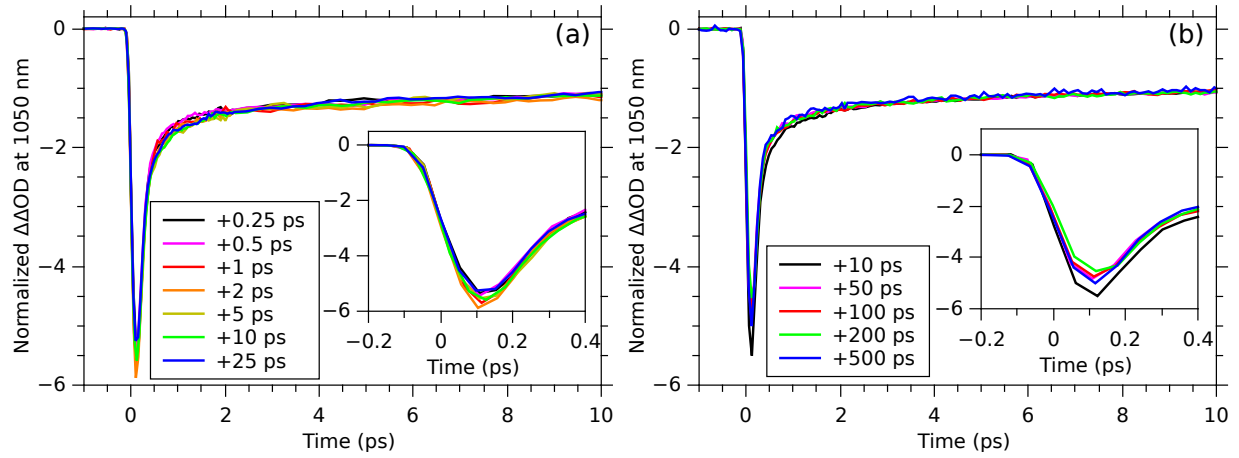 (a)
Normalized ΔΔOD at 1050 nm
0
−2
−4
−6
0
2
4
6
8
10
Time (ps)
+0.25 ps
+0.5 ps
+1 ps
+2 ps
+5 ps
+10 ps
+25 ps
0
−2
−4
−6
−0.2
0
0.2
0.4
Time (ps)
(b)
Normalized ΔΔOD at 1050 nm
0
−2
−4
−6
0
2
4
6
8
10
Time (ps)
+10 ps
+50 ps
+100 ps
+200 ps
+500 ps
0
−2
−4
−6
−0.2
0
0.2
0.4
Time (ps)